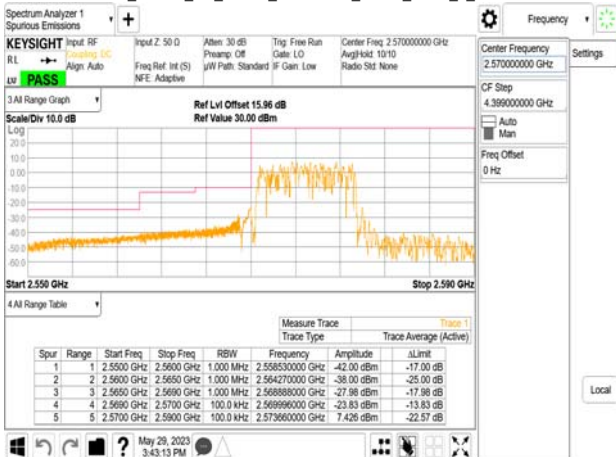 Spectrum Analyzer 1
Spurious Emissions
Frequency
Settings
KEYSIGHT Input: RF
RL
Coupling: DC
Align: Auto
LV PASS
Input Z: 50 Ω
Freq Ref: Int (S)
NFE: Adaptive
Atten: 30 dB
Preamp: Off
µW Path: Standard
Trig: Free Run
Gate: LO
IF Gain: Low
Center Freq: 2.570000000 GHz
Avg|Hold: 10/10
Radio Std: None
Center Frequency
2.570000000 GHz
CF Step
4.399000000 GHz
Auto
Man
Freq Offset
0 Hz
Local
3 All Range Graph
Scale/Div 10.0 dB
Ref Lvl Offset 15.96 dB
Ref Value 30.00 dBm
Log
20.0
10.0
0.00
-10.0
-20.0
-30.0
-40.0
-50.0
-60.0
Start 2.550 GHz
Stop 2.590 GHz
4 All Range Table
Measure Trace Trace 1
Trace Type Trace Average (Active)
Spur Range Start Freq Stop Freq RBW Frequency Amplitude ΔLimit
1 1 2.5500 GHz 2.5600 GHz 1.000 MHz 2.558530000 GHz -42.00 dBm -17.00 dB
2 2 2.5600 GHz 2.5650 GHz 1.000 MHz 2.564270000 GHz -38.00 dBm -25.00 dB
3 3 2.5650 GHz 2.5690 GHz 1.000 MHz 2.568888000 GHz -27.98 dBm -17.98 dB
4 4 2.5690 GHz 2.5700 GHz 100.0 kHz 2.569996000 GHz -23.83 dBm -13.83 dB
5 5 2.5700 GHz 2.5900 GHz 100.0 kHz 2.573660000 GHz 7.426 dBm -22.57 dB
May 29, 2023
3:43:13 PM